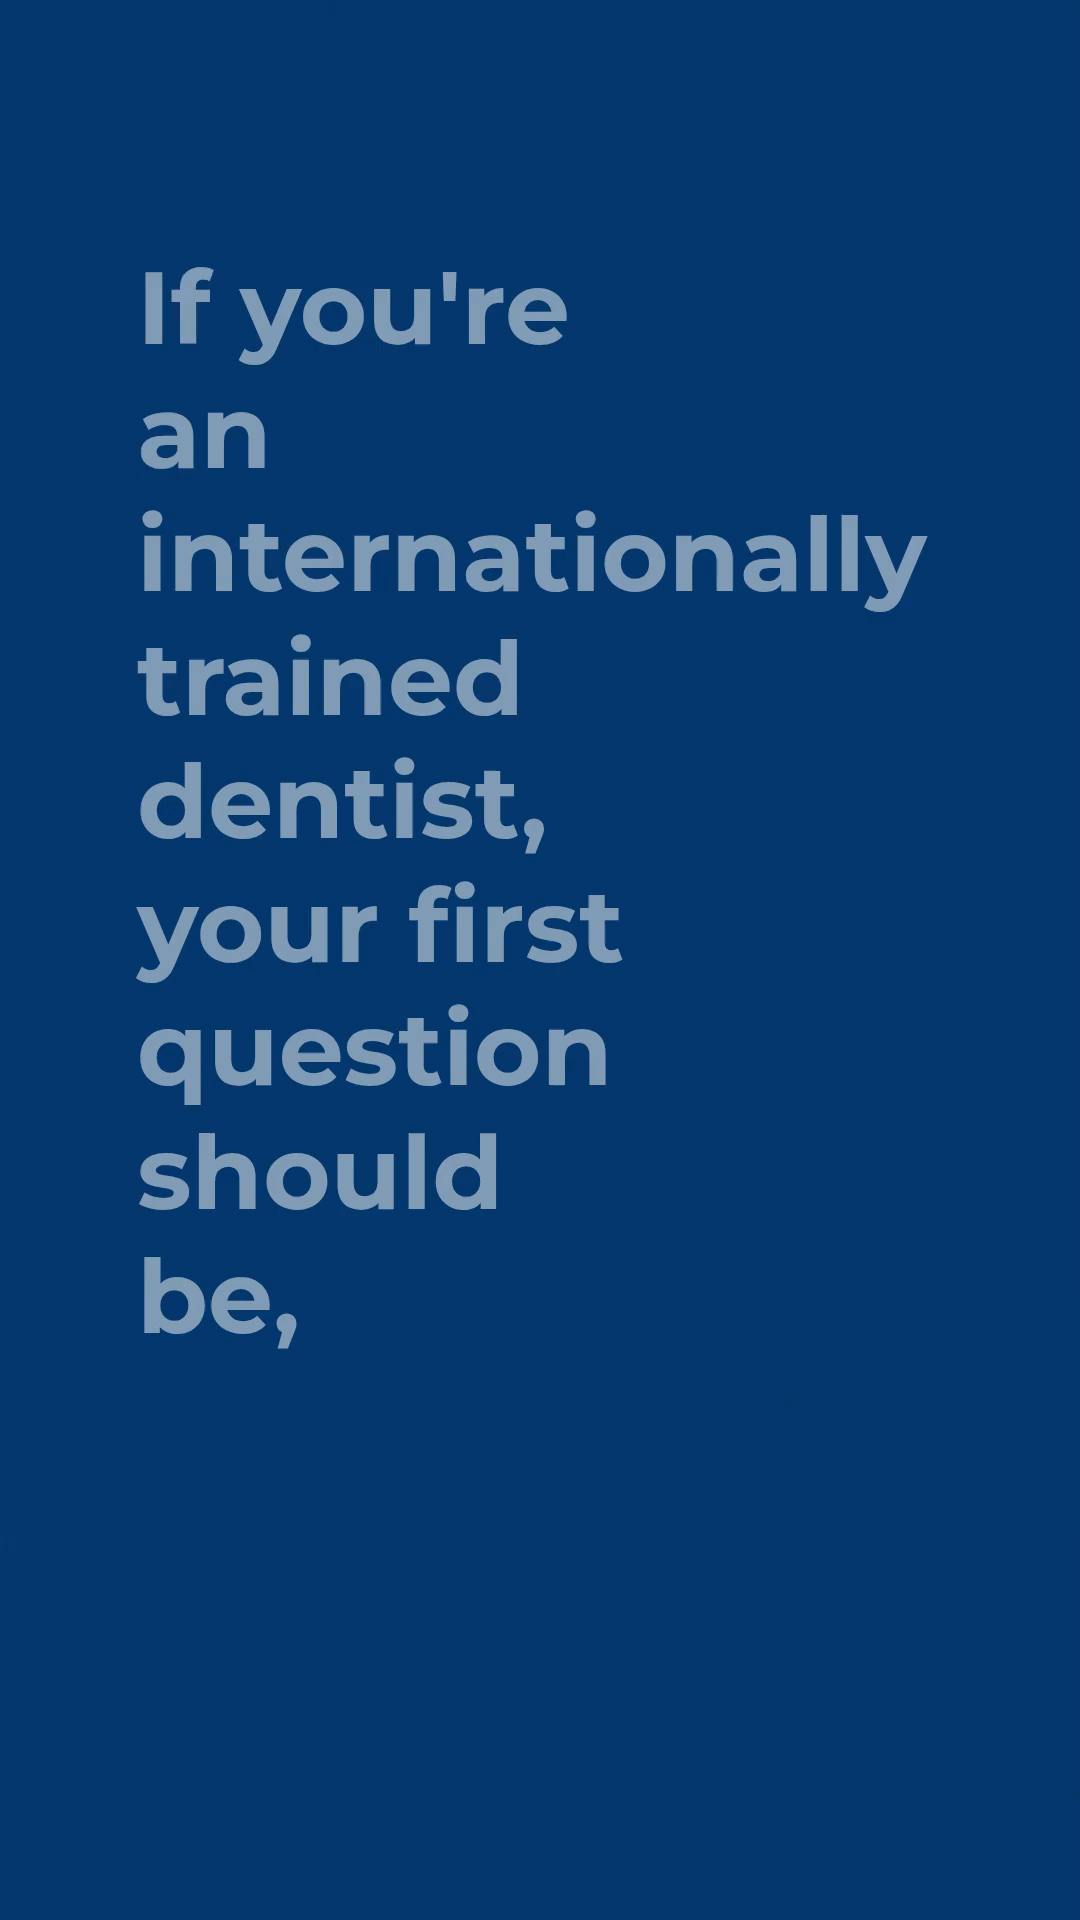 If you're
an
internationally
trained
dentist,
your first
question
should
be,